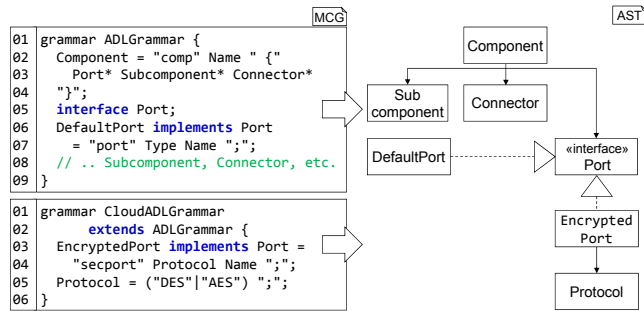 MCG
01 grammar ADLGrammar {
02 Component = "comp" Name " {"
03 Port* Subcomponent* Connector*
04 "}";
05 interface Port;
06 DefaultPort implements Port
07 = "port" Type Name ";";
08 // .. Subcomponent, Connector, etc.
09 }
01 grammar CloudADLGrammar
02 extends ADLGrammar {
03 EncryptedPort implements Port =
04 "secport" Protocol Name ";";
05 Protocol = ("DES"|"AES") ";";
06 }
AST
Component
Sub
component
Connector
DefaultPort
«interface»
Port
Encrypted
Port
Protocol